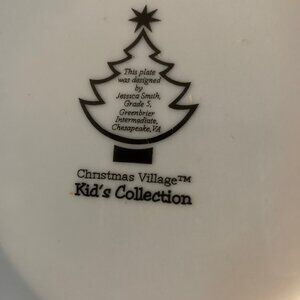 This plate
was designed
by
Jessica Smith,
Grade 5,
Greenbrier
Intermediate,
Chesapeake, VA
Christmas Village™
Kid's Collection